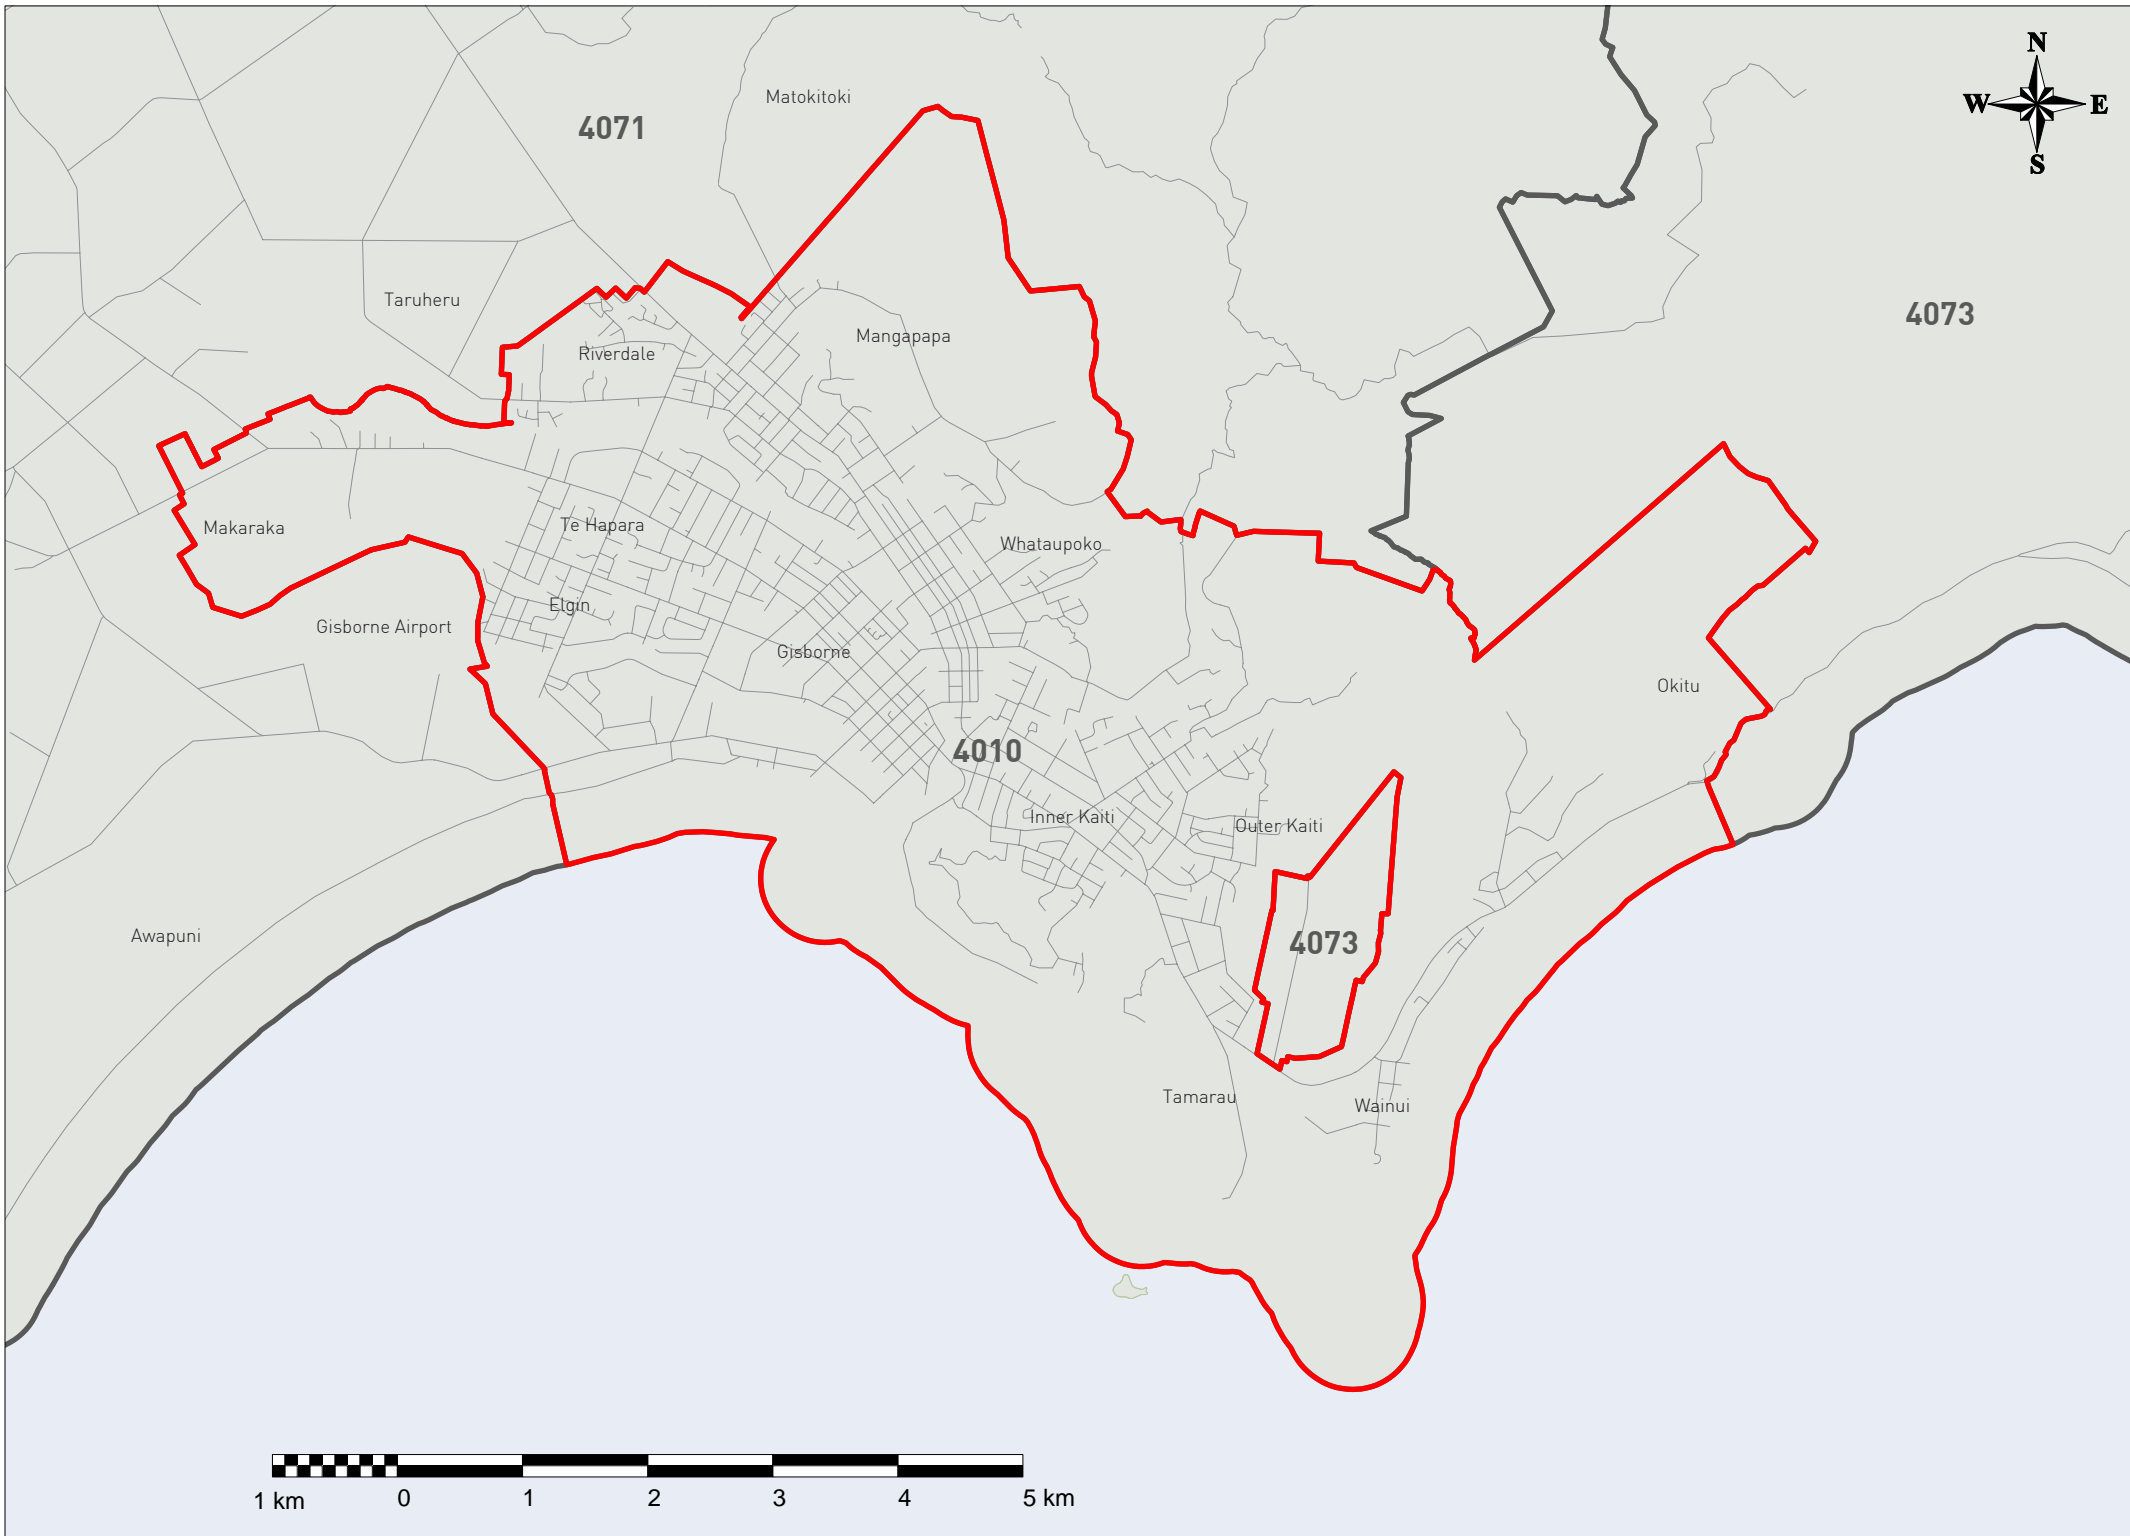 N
Matokitoki
W
E
4071
S
Taruheru
4073
Mangapapa
Riverdale
Makaraka
Te Hapara
Whataupoko
Elgin
Gisborne Airport
Gisborne
Okitu
4010
Inner Kaiti
Outer Kaiti
Awapuni
4073
Tamarau
Wainui
1 km 0 1 2 3 4 5 km